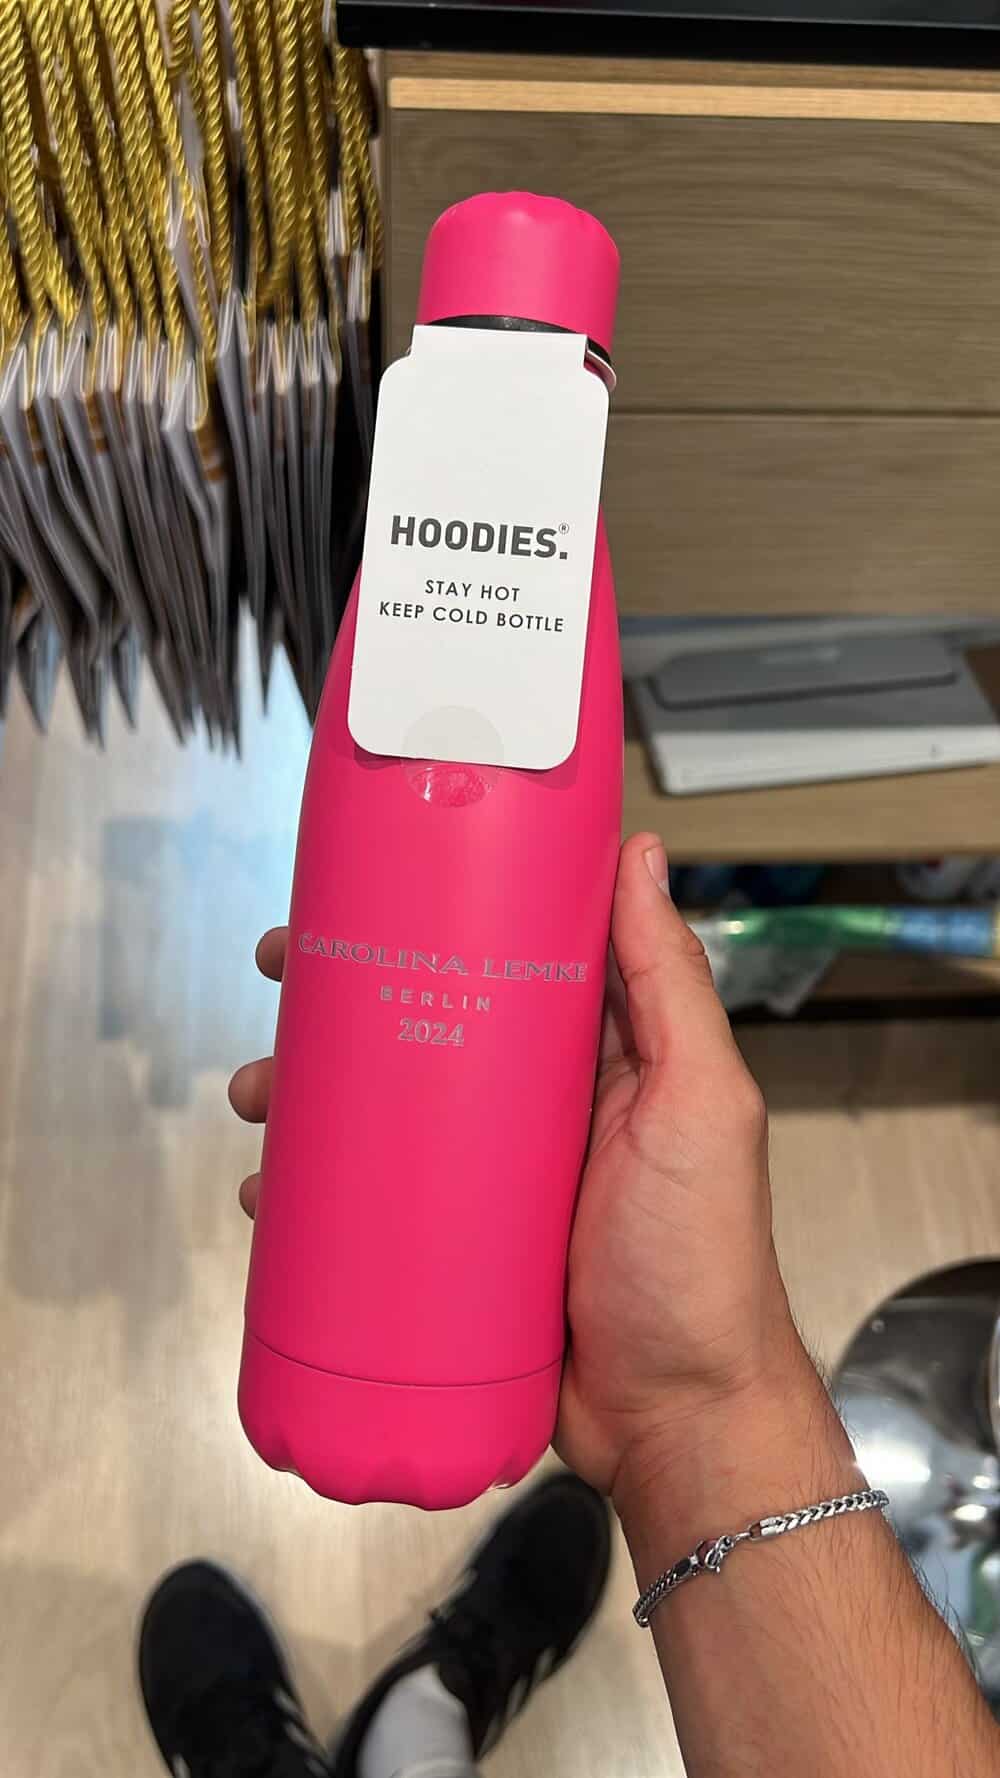 HOODIES.®
STAY HOT
KEEP COLD BOTTLE
CAROLINA LEMKE
BERLIN
2024